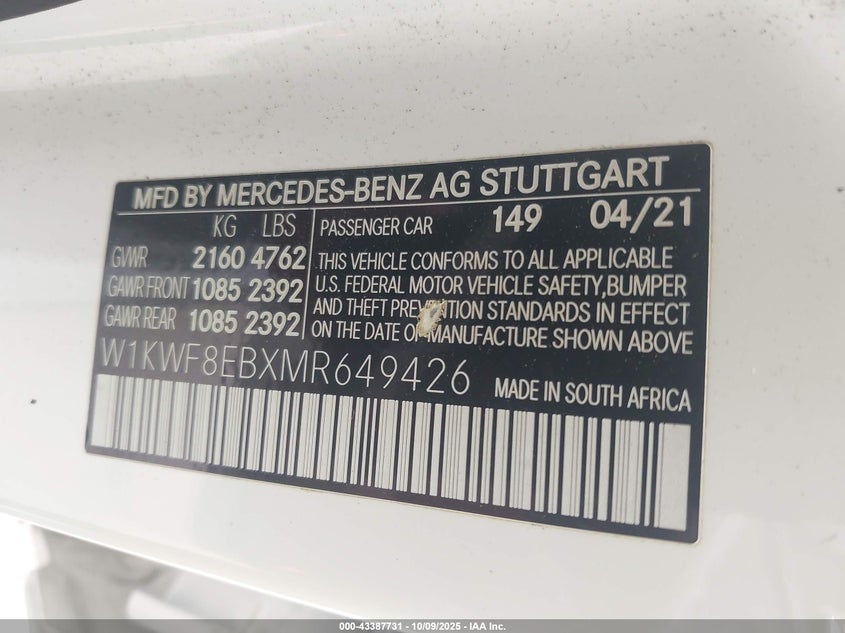 MFD BY MERCEDES-BENZ AG STUTTGART
KG LBS
GVWR 2160 4762
GAWR FRONT 1085 2392
GAWR REAR 1085 2392
PASSENGER CAR 149 04/21
THIS VEHICLE CONFORMS TO ALL APPLICABLE
U.S. FEDERAL MOTOR VEHICLE SAFETY,BUMPER
AND THEFT PREVENTION STANDARDS IN EFFECT
ON THE DATE OF MANUFACTURE SHOWN ABOVE
W1KWF8EBXMR649426
MADE IN SOUTH AFRICA
000-43387731 - 10/09/2025 - IAA Inc.